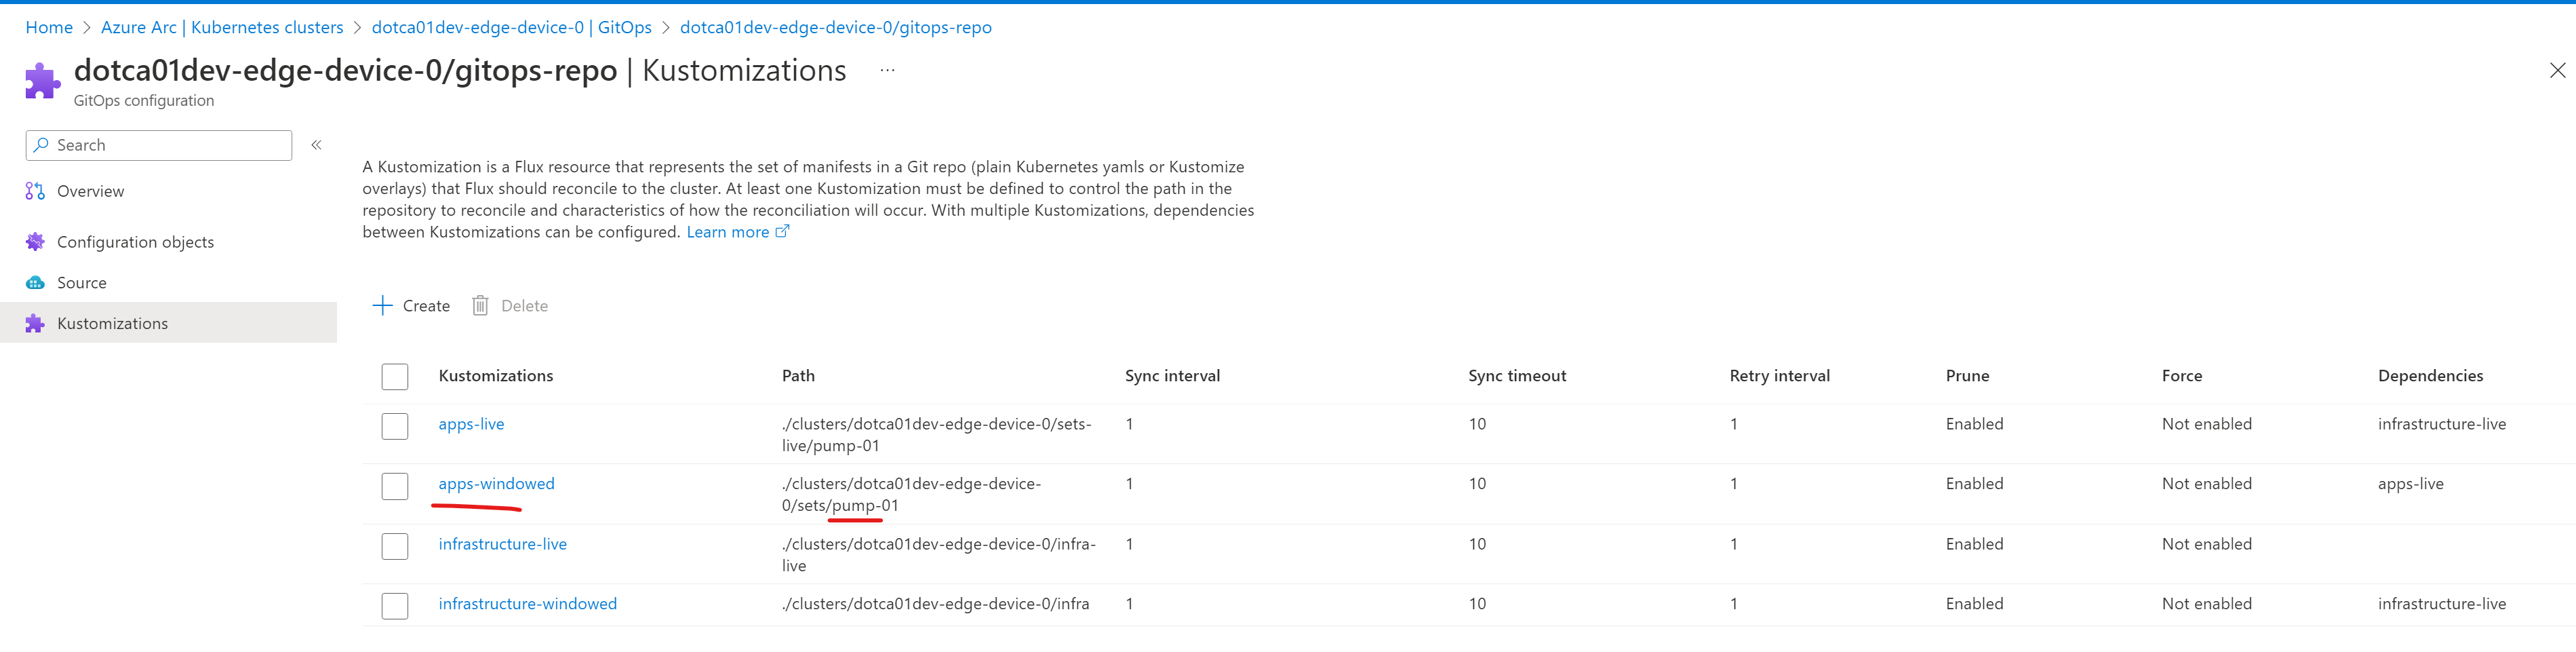 Home > Azure Arc | Kubernetes clusters > dotca01dev-edge-device-0 | GitOps > dotca01dev-edge-device-0/gitops-repo
dotca01dev-edge-device-0/gitops-repo | Kustomizations ...
GitOps configuration
Search «
Overview
Configuration objects
Source
Kustomizations
A Kustomization is a Flux resource that represents the set of manifests in a Git repo (plain Kubernetes yamls or Kustomize
overlays) that Flux should reconcile to the cluster. At least one Kustomization must be defined to control the path in the
repository to reconcile and characteristics of how the reconciliation will occur. With multiple Kustomizations, dependencies
between Kustomizations can be configured. Learn more
Create Delete
Kustomizations Path Sync interval Sync timeout Retry interval Prune Force Dependencies
apps-live ./clusters/dotca01dev-edge-device-0/sets- 1 10 1 Enabled Not enabled infrastructure-live
live/pump-01
apps-windowed ./clusters/dotca01dev-edge-device- 1 10 1 Enabled Not enabled apps-live
0/sets/pump-01
infrastructure-live ./clusters/dotca01dev-edge-device-0/infra- 1 10 1 Enabled Not enabled
live
infrastructure-windowed ./clusters/dotca01dev-edge-device-0/infra 1 10 1 Enabled Not enabled infrastructure-live